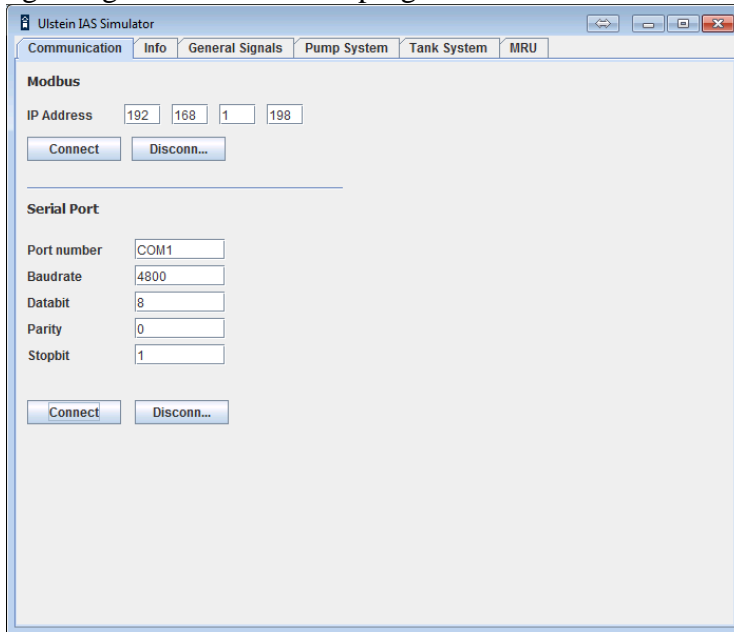 Ulstein IAS Simulator
Communication Info General Signals Pump System Tank System MRU
Modbus
IP Address 192 168 1 198
Connect Disconn...
Serial Port
Port number COM1
Baudrate 4800
Databit 8
Parity 0
Stopbit 1
Connect Disconn...